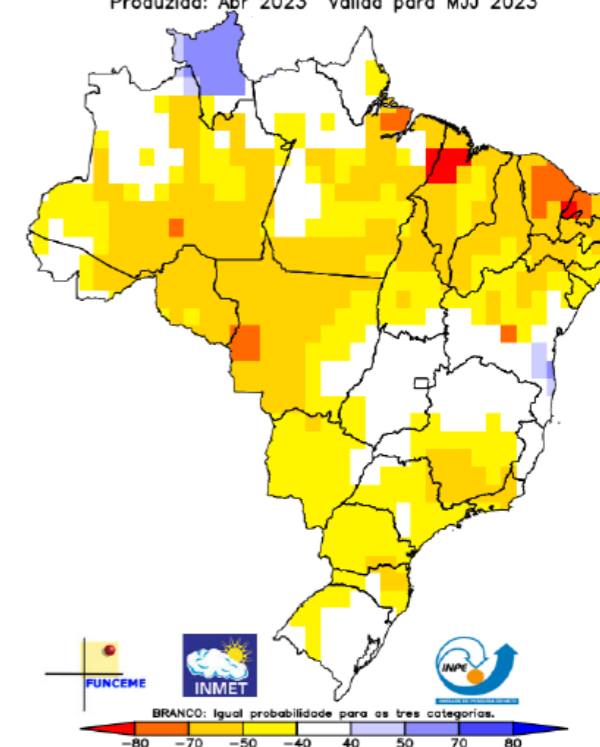 Produzida: Abr 2023 Válida para MJJ 2023
FUNCEME
INMET
INPE
BRANCO: Igual probabilidade para as tres categorias.
-80 -70 -50 -40 40 50 70 80